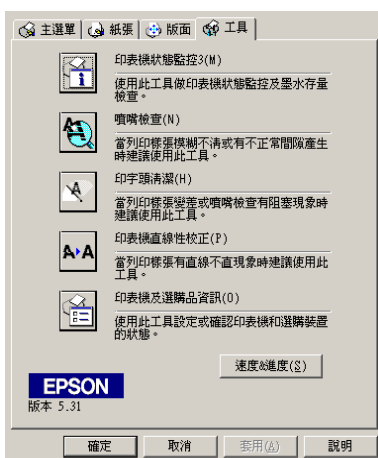 主選單 紙張 版面 工具
印表機狀態監控3(M)
使用此工具做印表機狀態監控及墨水存量
檢查。
噴嘴檢查(N)
當列印樣張模糊不清或有不正常間隙產生
時建議使用此工具。
印字頭清潔(H)
當列印樣張變差或噴嘴檢查有阻塞現象時
建議使用此工具。
印表機直線性校正(P)
當列印樣張有直線不直現象時建議使用此
工具。
印表機及選購品資訊(O)
使用此工具設定或確認印表機和選購裝置
的狀態。
速度&進度(S)
EPSON
版本 5.31
確定 取消 套用(A) 說明